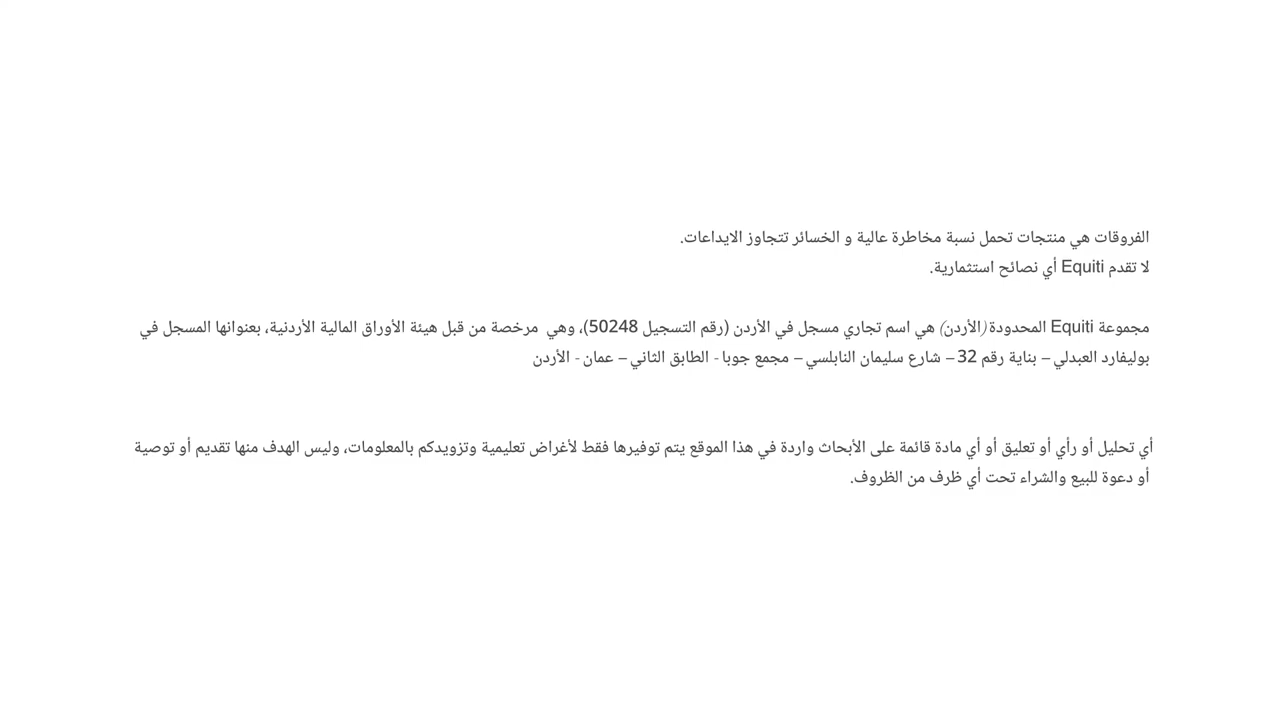 الفروقات هي منتجات تحمل نسبة مخاطرة عالية و الخسائر تتجاوز الايداعات.
لا تقدم Equiti أي نصائح استثمارية.
مجموعة Equiti المحدودة (الأردن) هي اسم تجاري مسجل في الأردن (رقم التسجيل 50248)، وهي مرخصة من قبل هيئة الأوراق المالية الأردنية، بعنوانها المسجل في
بوليفارد العبدلي – بناية رقم 32 – شارع سليمان النابلسي – مجمع جوبا - الطابق الثاني – عمان - الأردن
أي تحليل أو رأي أو تعليق أو أي مادة قائمة على الأبحاث واردة في هذا الموقع يتم توفيرها فقط لأغراض تعليمية وتزويدكم بالمعلومات، وليس الهدف منها تقديم أو توصية
أو دعوة للبيع والشراء تحت أي ظرف من الظروف.